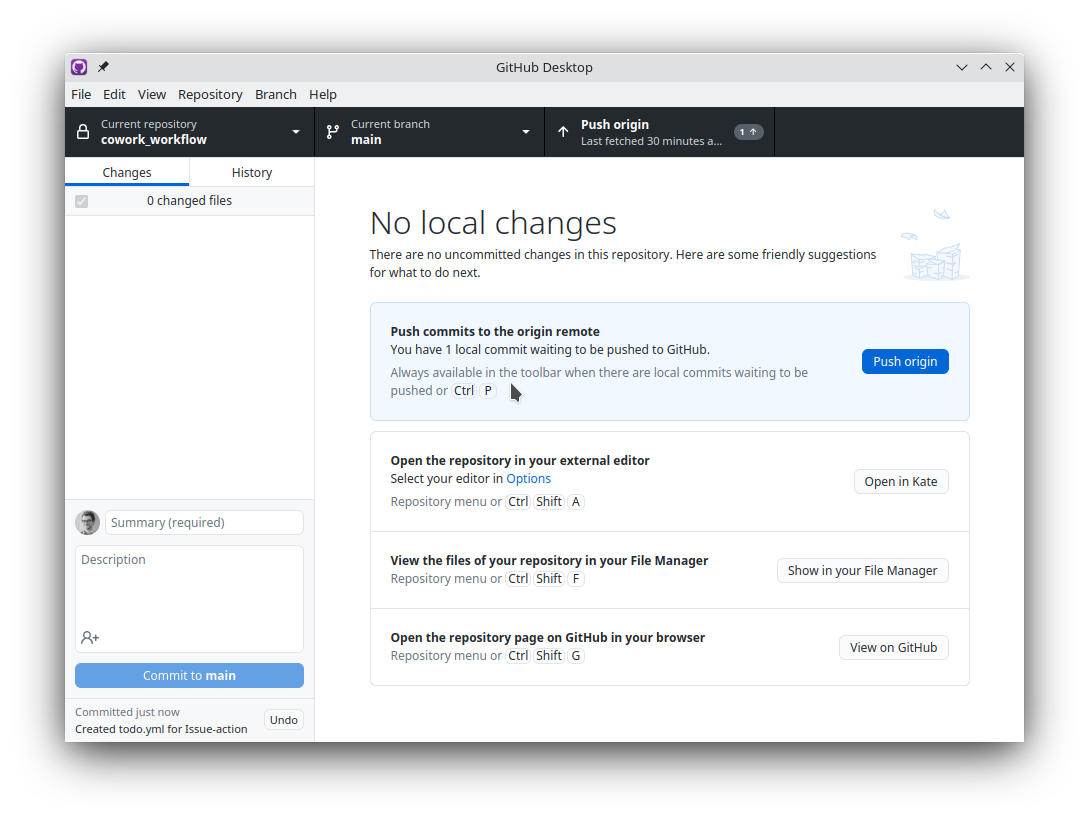 GitHub Desktop
File Edit View Repository Branch Help
Current repository
cowork_workflow
Current branch
main
Push origin
Last fetched 30 minutes a...
1
Changes
History
0 changed files
No local changes
There are no uncommitted changes in this repository. Here are some friendly suggestions
for what to do next.
Push commits to the origin remote
You have 1 local commit waiting to be pushed to GitHub.
Always available in the toolbar when there are local commits waiting to be
pushed or Ctrl P
Push origin
Open the repository in your external editor
Select your editor in Options
Repository menu or Ctrl Shift A
Open in Kate
View the files of your repository in your File Manager
Repository menu or Ctrl Shift F
Show in your File Manager
Open the repository page on GitHub in your browser
Repository menu or Ctrl Shift G
View on GitHub
Summary (required)
Description
Commit to main
Committed just now
Created todo.yml for Issue-action
Undo